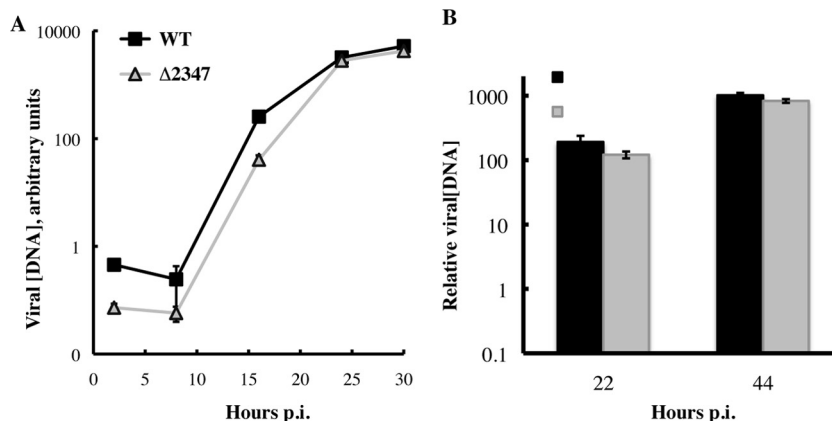 A
WT
Δ2347
10000
100
1
0
Viral [DNA], arbitrary units
0 5 10 15 20 25 30
Hours p.i.
B
1000
100
10
1
0.1
Relative viral[DNA]
22 44
Hours p.i.